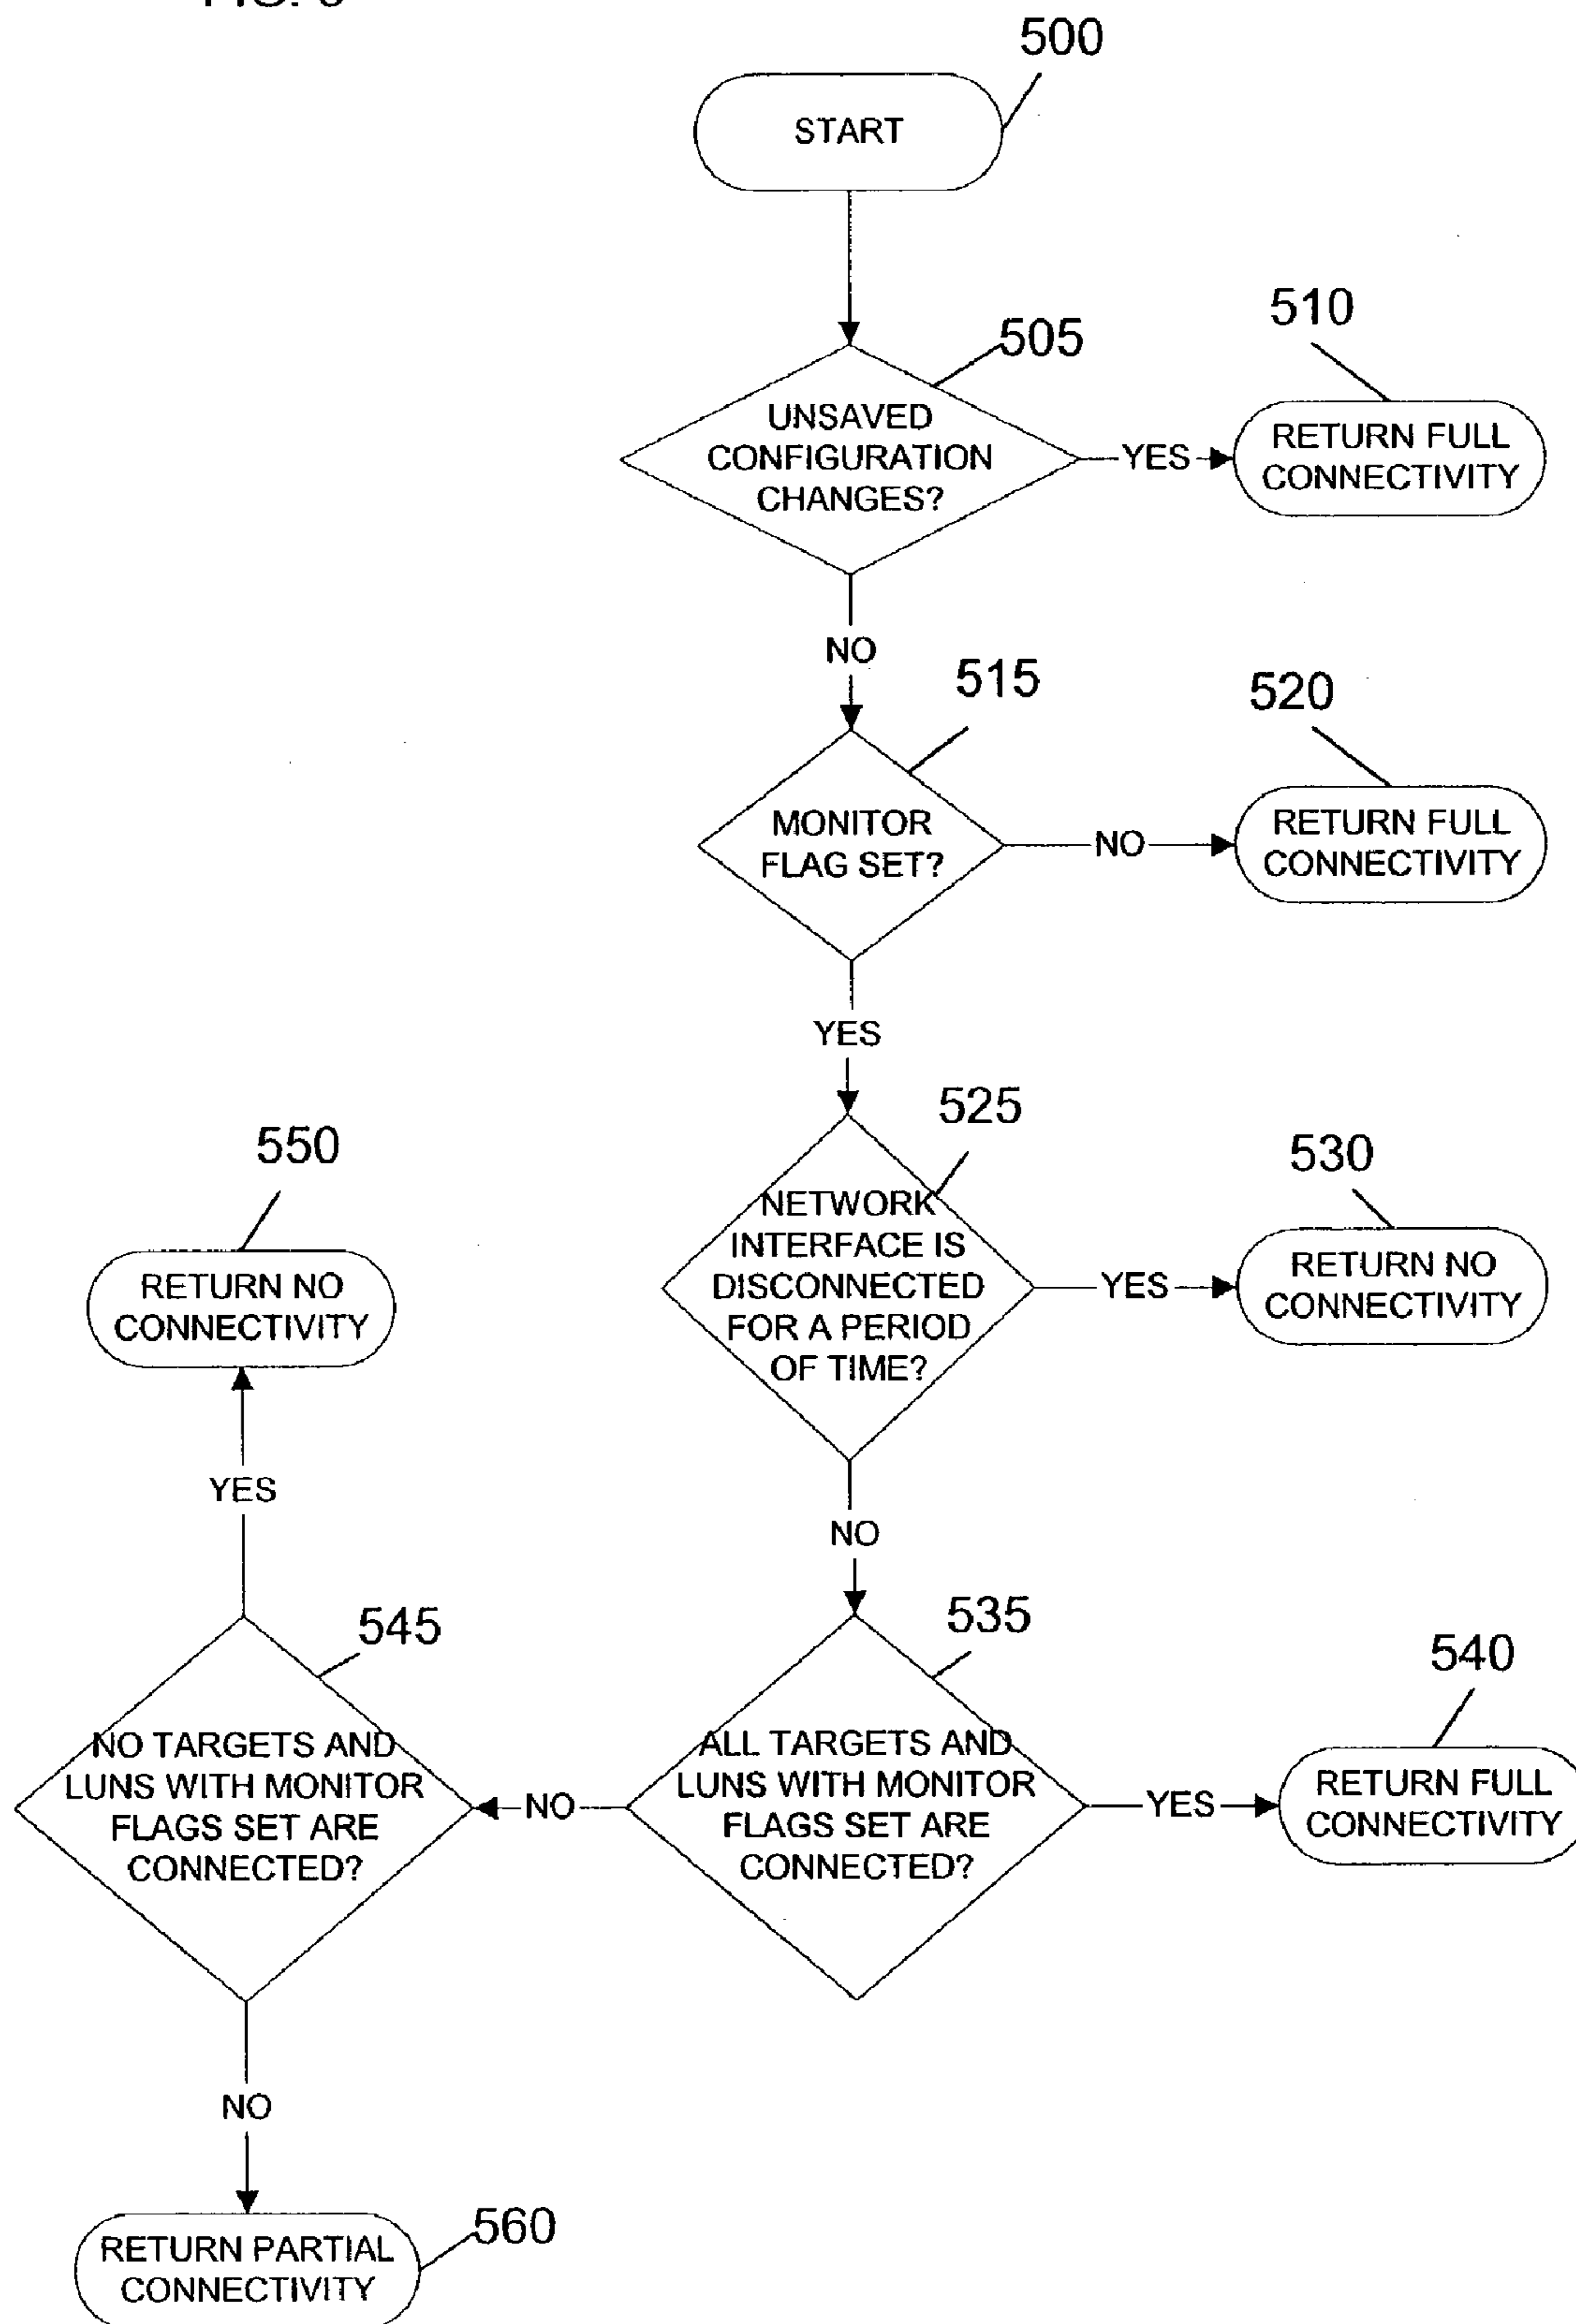 500
START
505
UNSAVED
CONFIGURATION
CHANGES?
YES
510
RETURN FULL
CONNECTIVITY
NO
515
MONITOR
FLAG SET?
NO
520
RETURN FULL
CONNECTIVITY
YES
525
NETWORK
INTERFACE IS
DISCONNECTED
FOR A PERIOD
OF TIME?
YES
530
RETURN NO
CONNECTIVITY
NO
535
ALL TARGETS AND
LUNS WITH MONITOR
FLAGS SET ARE
CONNECTED?
YES
540
RETURN FULL
CONNECTIVITY
NO
545
NO TARGETS AND
LUNS WITH MONITOR
FLAGS SET ARE
CONNECTED?
YES
550
RETURN NO
CONNECTIVITY
NO
560
RETURN PARTIAL
CONNECTIVITY